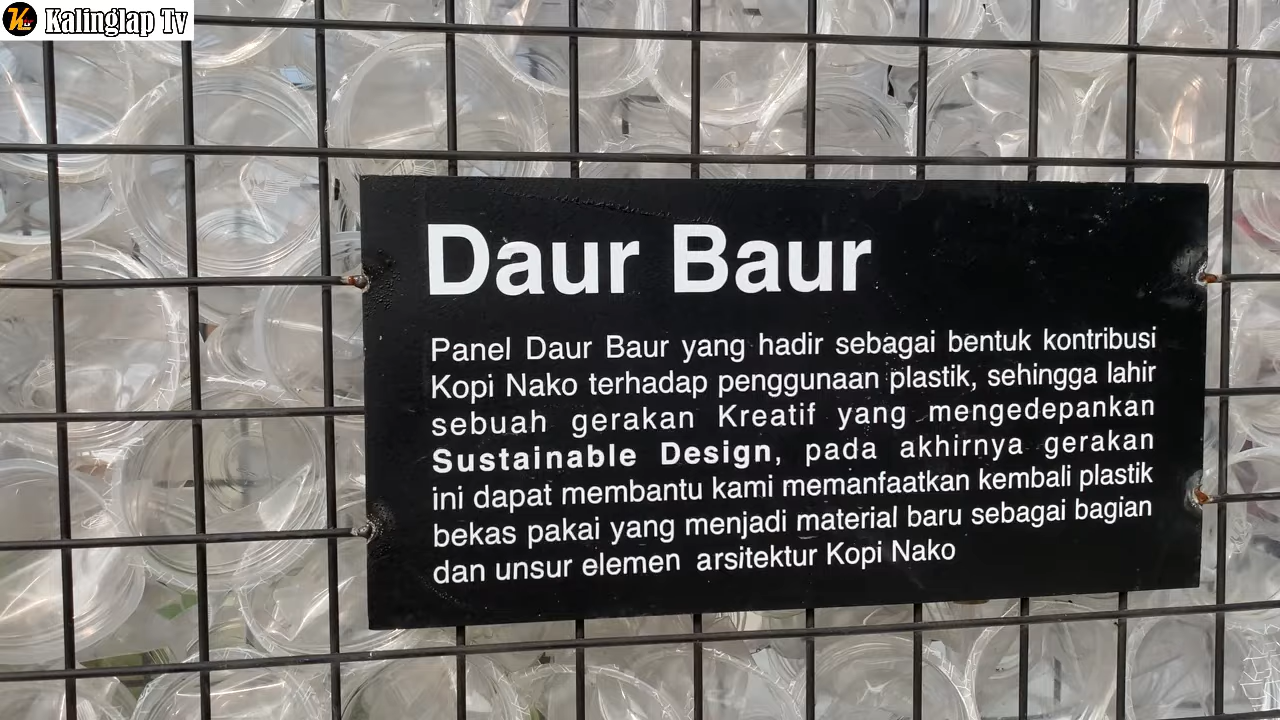 Kalinglap Tv
Daur Baur
Panel Daur Baur yang hadir sebagai bentuk kontribusi
Kopi Nako terhadap penggunaan plastik, sehingga lahir
sebuah gerakan Kreatif yang mengedepankan
Sustainable Design, pada akhirnya gerakan
ini dapat membantu kami memanfaatkan kembali plastik
bekas pakai yang menjadi material baru sebagai bagian
dan unsur elemen arsitektur Kopi Nako